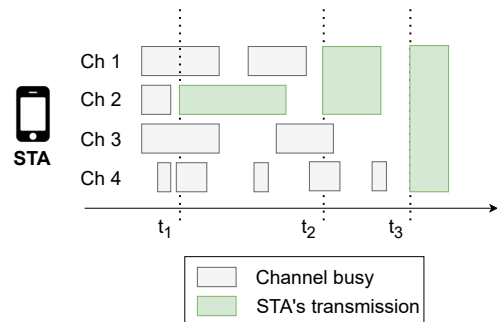 Ch 1
Ch 2
STA
Ch 3
Ch 4
t1 t2 t3
Channel busy
STA's transmission